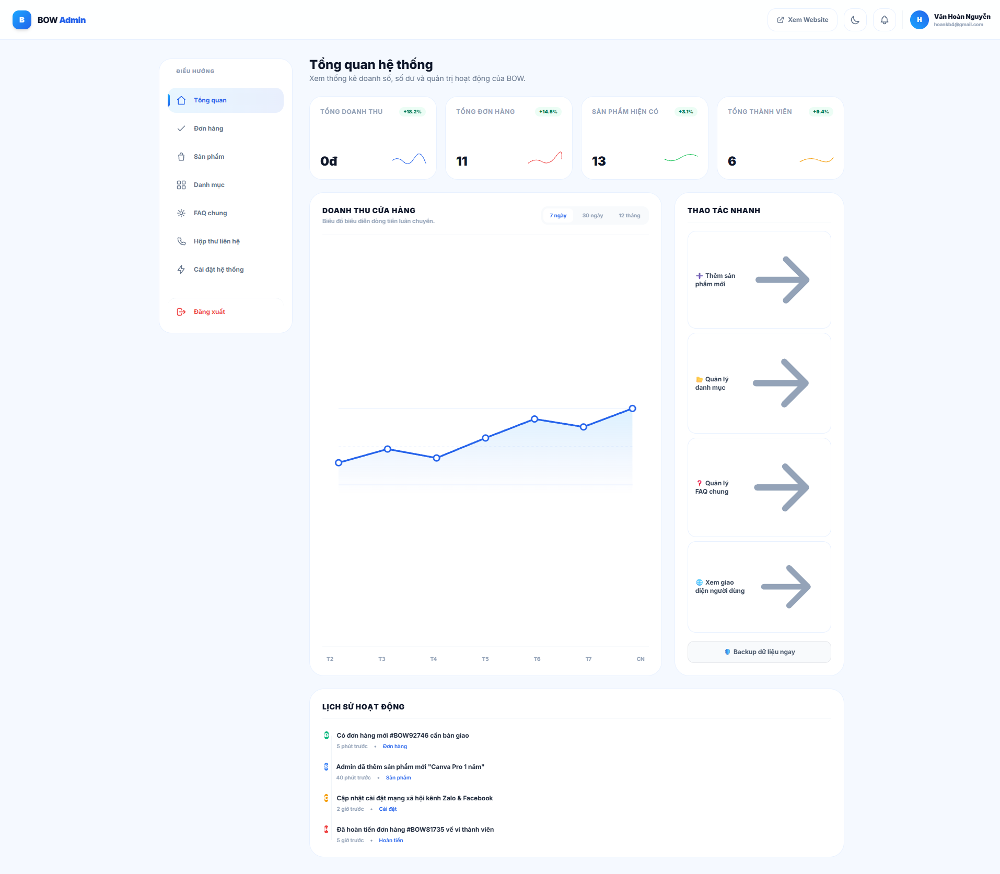 B
BOW Admin
Xem Website
H
Văn Hoàn Nguyễn
hoankb4@gmail.com
ĐIỀU HƯỚNG
Tổng quan
Đơn hàng
Sản phẩm
Danh mục
FAQ chung
Hộp thư liên hệ
Cài đặt hệ thống
Đăng xuất
Tổng quan hệ thống
Xem thống kê doanh số, số dư và quản trị hoạt động của BOW.
TỔNG DOANH THU
+18.2%
0đ
TỔNG ĐƠN HÀNG
+14.5%
11
SẢN PHẨM HIỆN CÓ
+3.1%
13
TỔNG THÀNH VIÊN
+9.4%
6
DOANH THU CỬA HÀNG
Biểu đồ biểu diễn dòng tiền luân chuyển.
7 ngày
30 ngày
12 tháng
T2
T3
T4
T5
T6
T7
CN
THAO TÁC NHANH
Thêm sản
phẩm mới
Quản lý
danh mục
Quản lý
FAQ chung
Xem giao
diện người dùng
Backup dữ liệu ngay
LỊCH SỬ HOẠT ĐỘNG
Đ
Có đơn hàng mới #BOW92746 cần bàn giao
5 phút trước • Đơn hàng
S
Admin đã thêm sản phẩm mới "Canva Pro 1 năm"
40 phút trước • Sản phẩm
C
Cập nhật cài đặt mạng xã hội kênh Zalo & Facebook
2 giờ trước • Cài đặt
H
Đã hoàn tiền đơn hàng #BOW81735 về ví thành viên
5 giờ trước • Hoàn tiền